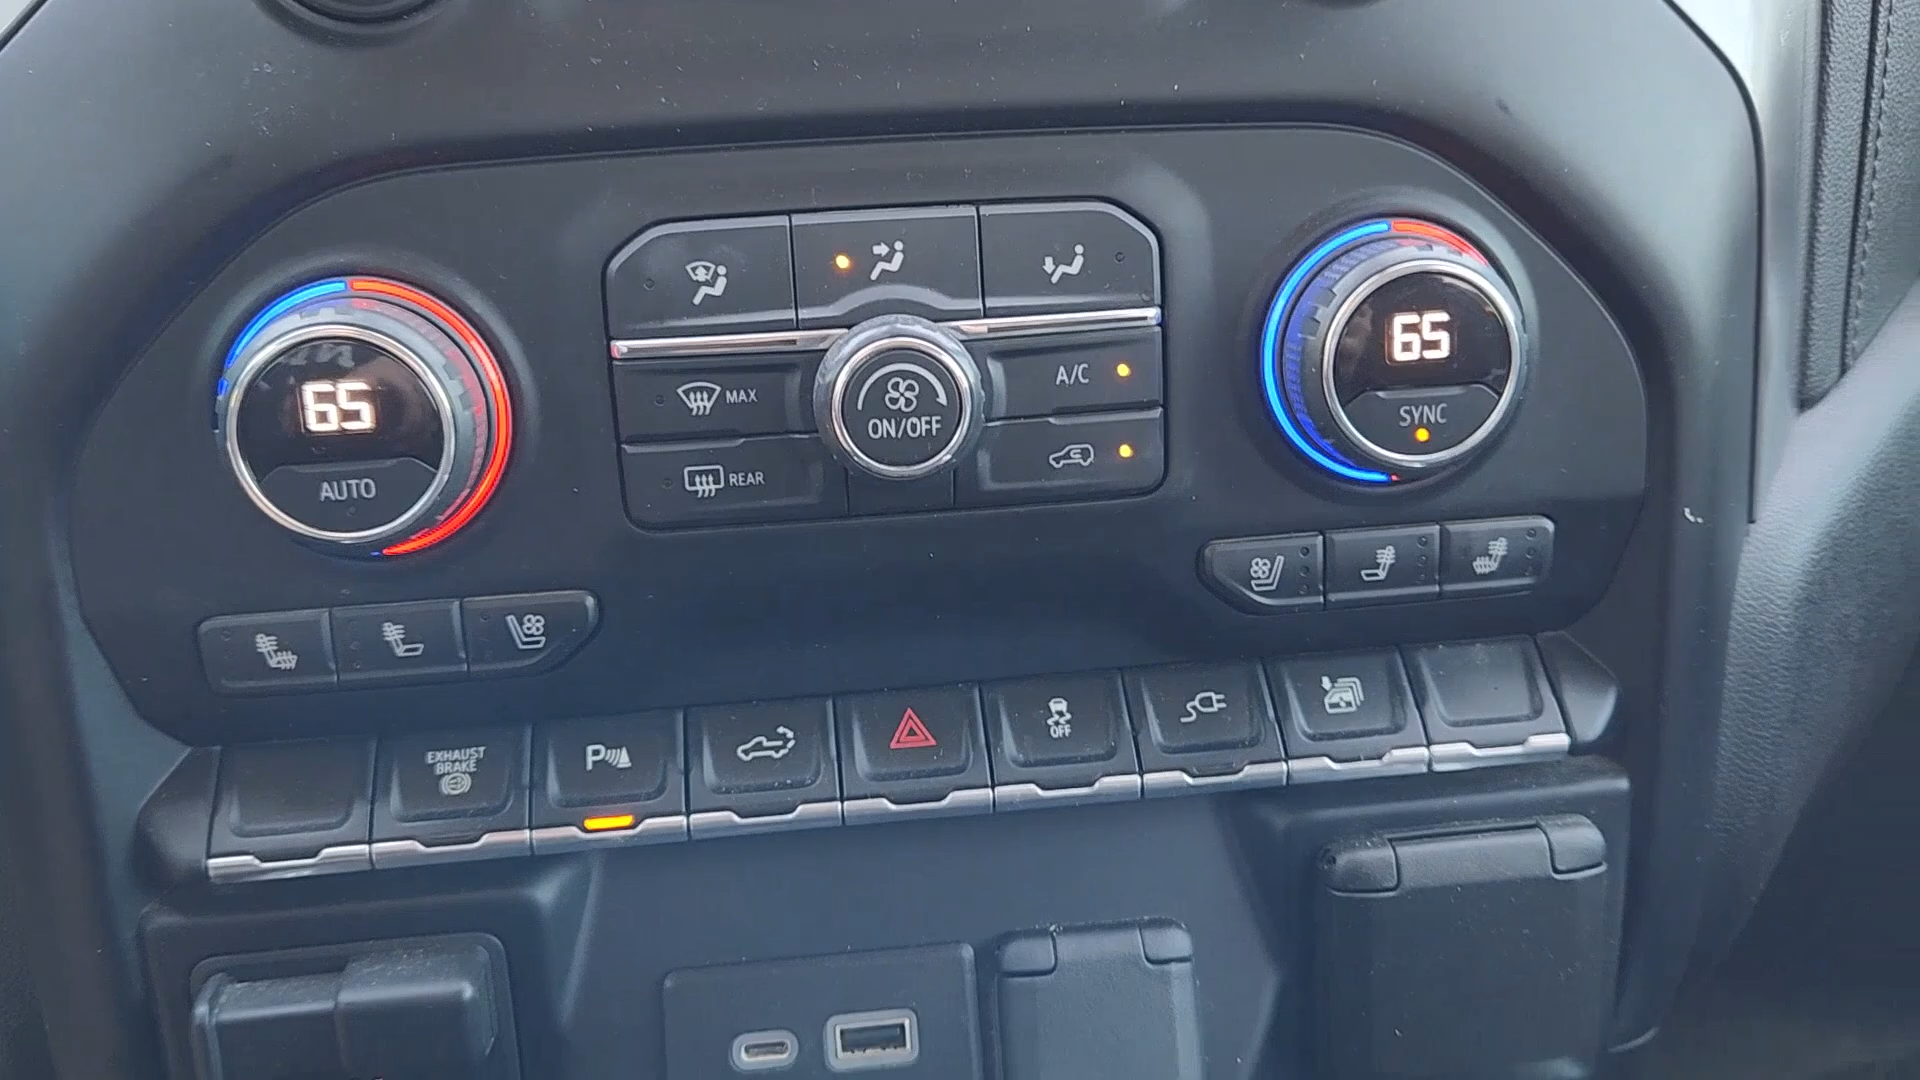 65
AUTO
MAX
REAR
ON/OFF
A/C
65
SYNC
EXHAUST
BRAKE
P
OFF